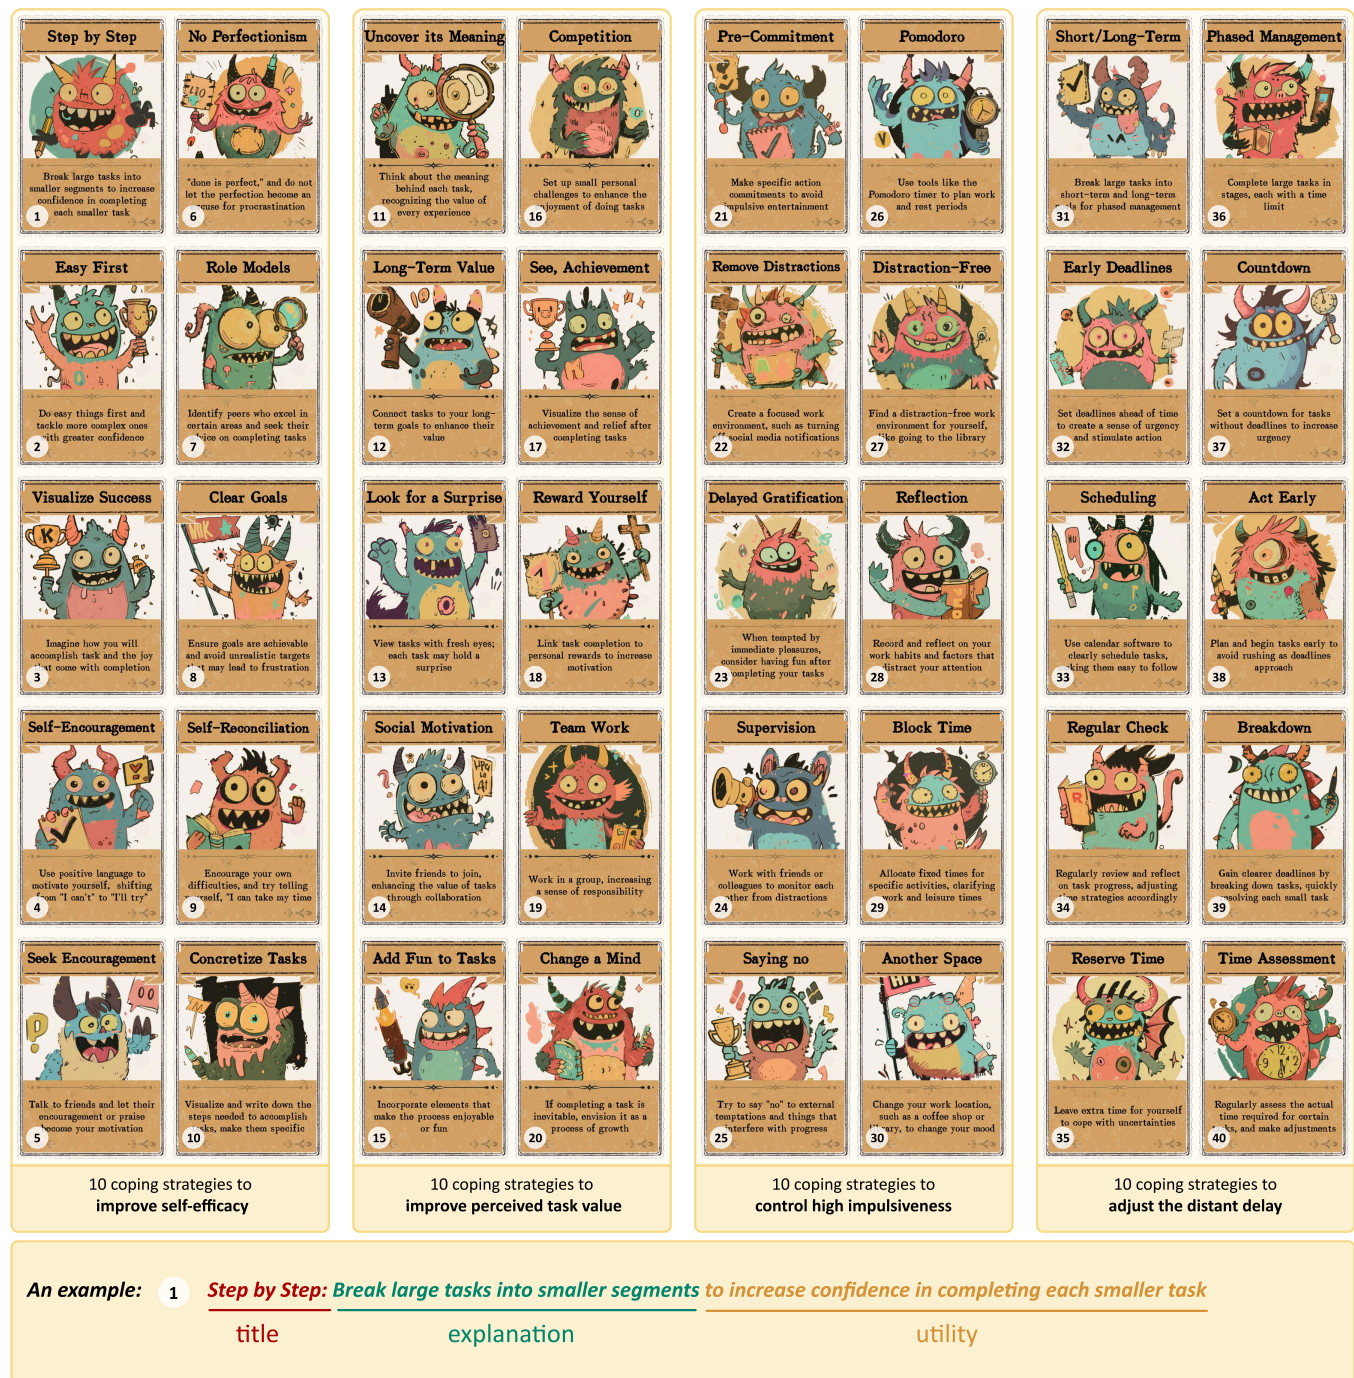 Step by Step
Break large tasks into
smaller segments to increase
confidence in completing
each smaller task
1
No Perfectionism
"done is perfect," and do not
let the perfection become an
excuse for procrastination
6
Easy First
Do easy things first and
tackle more complex ones
with greater confidence
2
Role Models
Identify peers who excel in
certain areas and seek their
advice on completing tasks
7
Visualize Success
K
Imagine how you will
accomplish task and the joy
that come with completion
3
Clear Goals
Ensure goals are achievable
and avoid unrealistic targets
that may lead to frustration
8
Self-Encouragement
Use positive language to
motivate yourself, shifting
from "I can't" to "I'll try"
4
Self-Reconciliation
Encourage your own
difficulties, and try telling
yourself, "I can take my time
9
Seek Encouragement
Talk to friends and let their
encouragement or praise
become your motivation
5
Concretize Tasks
Visualize and write down the
steps needed to accomplish
tasks, make them specific
10
10 coping strategies to
improve self-efficacy
Uncover its Meaning
Think about the meaning
behind each task,
recognizing the value of
every experience
11
Competition
Set up small personal
challenges to enhance the
enjoyment of doing tasks
16
Long-Term Value
Connect tasks to your long-
term goals to enhance their
value
12
See, Achievement
Visualize the sense of
achievement and relief after
completing tasks
17
Look for a Surprise
View tasks with fresh eyes;
each task may hold a
surprise
13
Reward Yourself
Link task completion to
personal rewards to increase
motivation
18
Social Motivation
Invite friends to join,
enhancing the value of tasks
through collaboration
14
Team Work
Work in a group, increasing
a sense of responsibility
19
Add Fun to Tasks
Incorporate elements that
make the process enjoyable
or fun
15
Change a Mind
If completing a task is
inevitable, envision it as a
process of growth
20
10 coping strategies to
improve perceived task value
Pre-Commitment
Make specific action
commitments to avoid
impulsive entertainment
21
Pomodoro
Use tools like the
Pomodoro timer to plan work
and rest periods
26
Remove Distractions
Create a focused work
environment, such as turning
off social media notifications
22
Distraction-Free
Find a distraction-free work
environment for yourself,
like going to the library
27
Delayed Gratification
When tempted by
immediate pleasures,
consider having fun after
completing your tasks
23
Reflection
Record and reflect on your
work habits and factors that
distract your attention
28
Supervision
Work with friends or
colleagues to monitor each
other from distractions
24
Block Time
Allocate fixed times for
specific activities, clarifying
work and leisure times
29
Saying no
Try to say "no" to external
temptations and things that
interfere with progress
25
Another Space
Change your work location,
such as a coffee shop or
library, to change your mood
30
10 coping strategies to
control high impulsiveness
Short/Long-Term
Break large tasks into
short-term and long-term
goals for phased management
31
Phased Management
Complete large tasks in
stages, each with a time
limit
36
Early Deadlines
Set deadlines ahead of time
to create a sense of urgency
and stimulate action
32
Countdown
Set a countdown for tasks
without deadlines to increase
urgency
37
Scheduling
Use calendar software to
clearly schedule tasks,
making them easy to follow
33
Act Early
Plan and begin tasks early to
avoid rushing as deadlines
approach
38
Regular Check
R
Regularly review and reflect
on task progress, adjusting
time strategies accordingly
34
Breakdown
Gain clearer deadlines by
breaking down tasks, quickly
resolving each small task
39
Reserve Time
Leave extra time for yourself
to cope with uncertainties
35
Time Assessment
Regularly assess the actual
time required for certain
tasks, and make adjustments
40
10 coping strategies to
adjust the distant delay
An example: 1 Step by Step: Break large tasks into smaller segments to increase confidence in completing each smaller task
title explanation utility